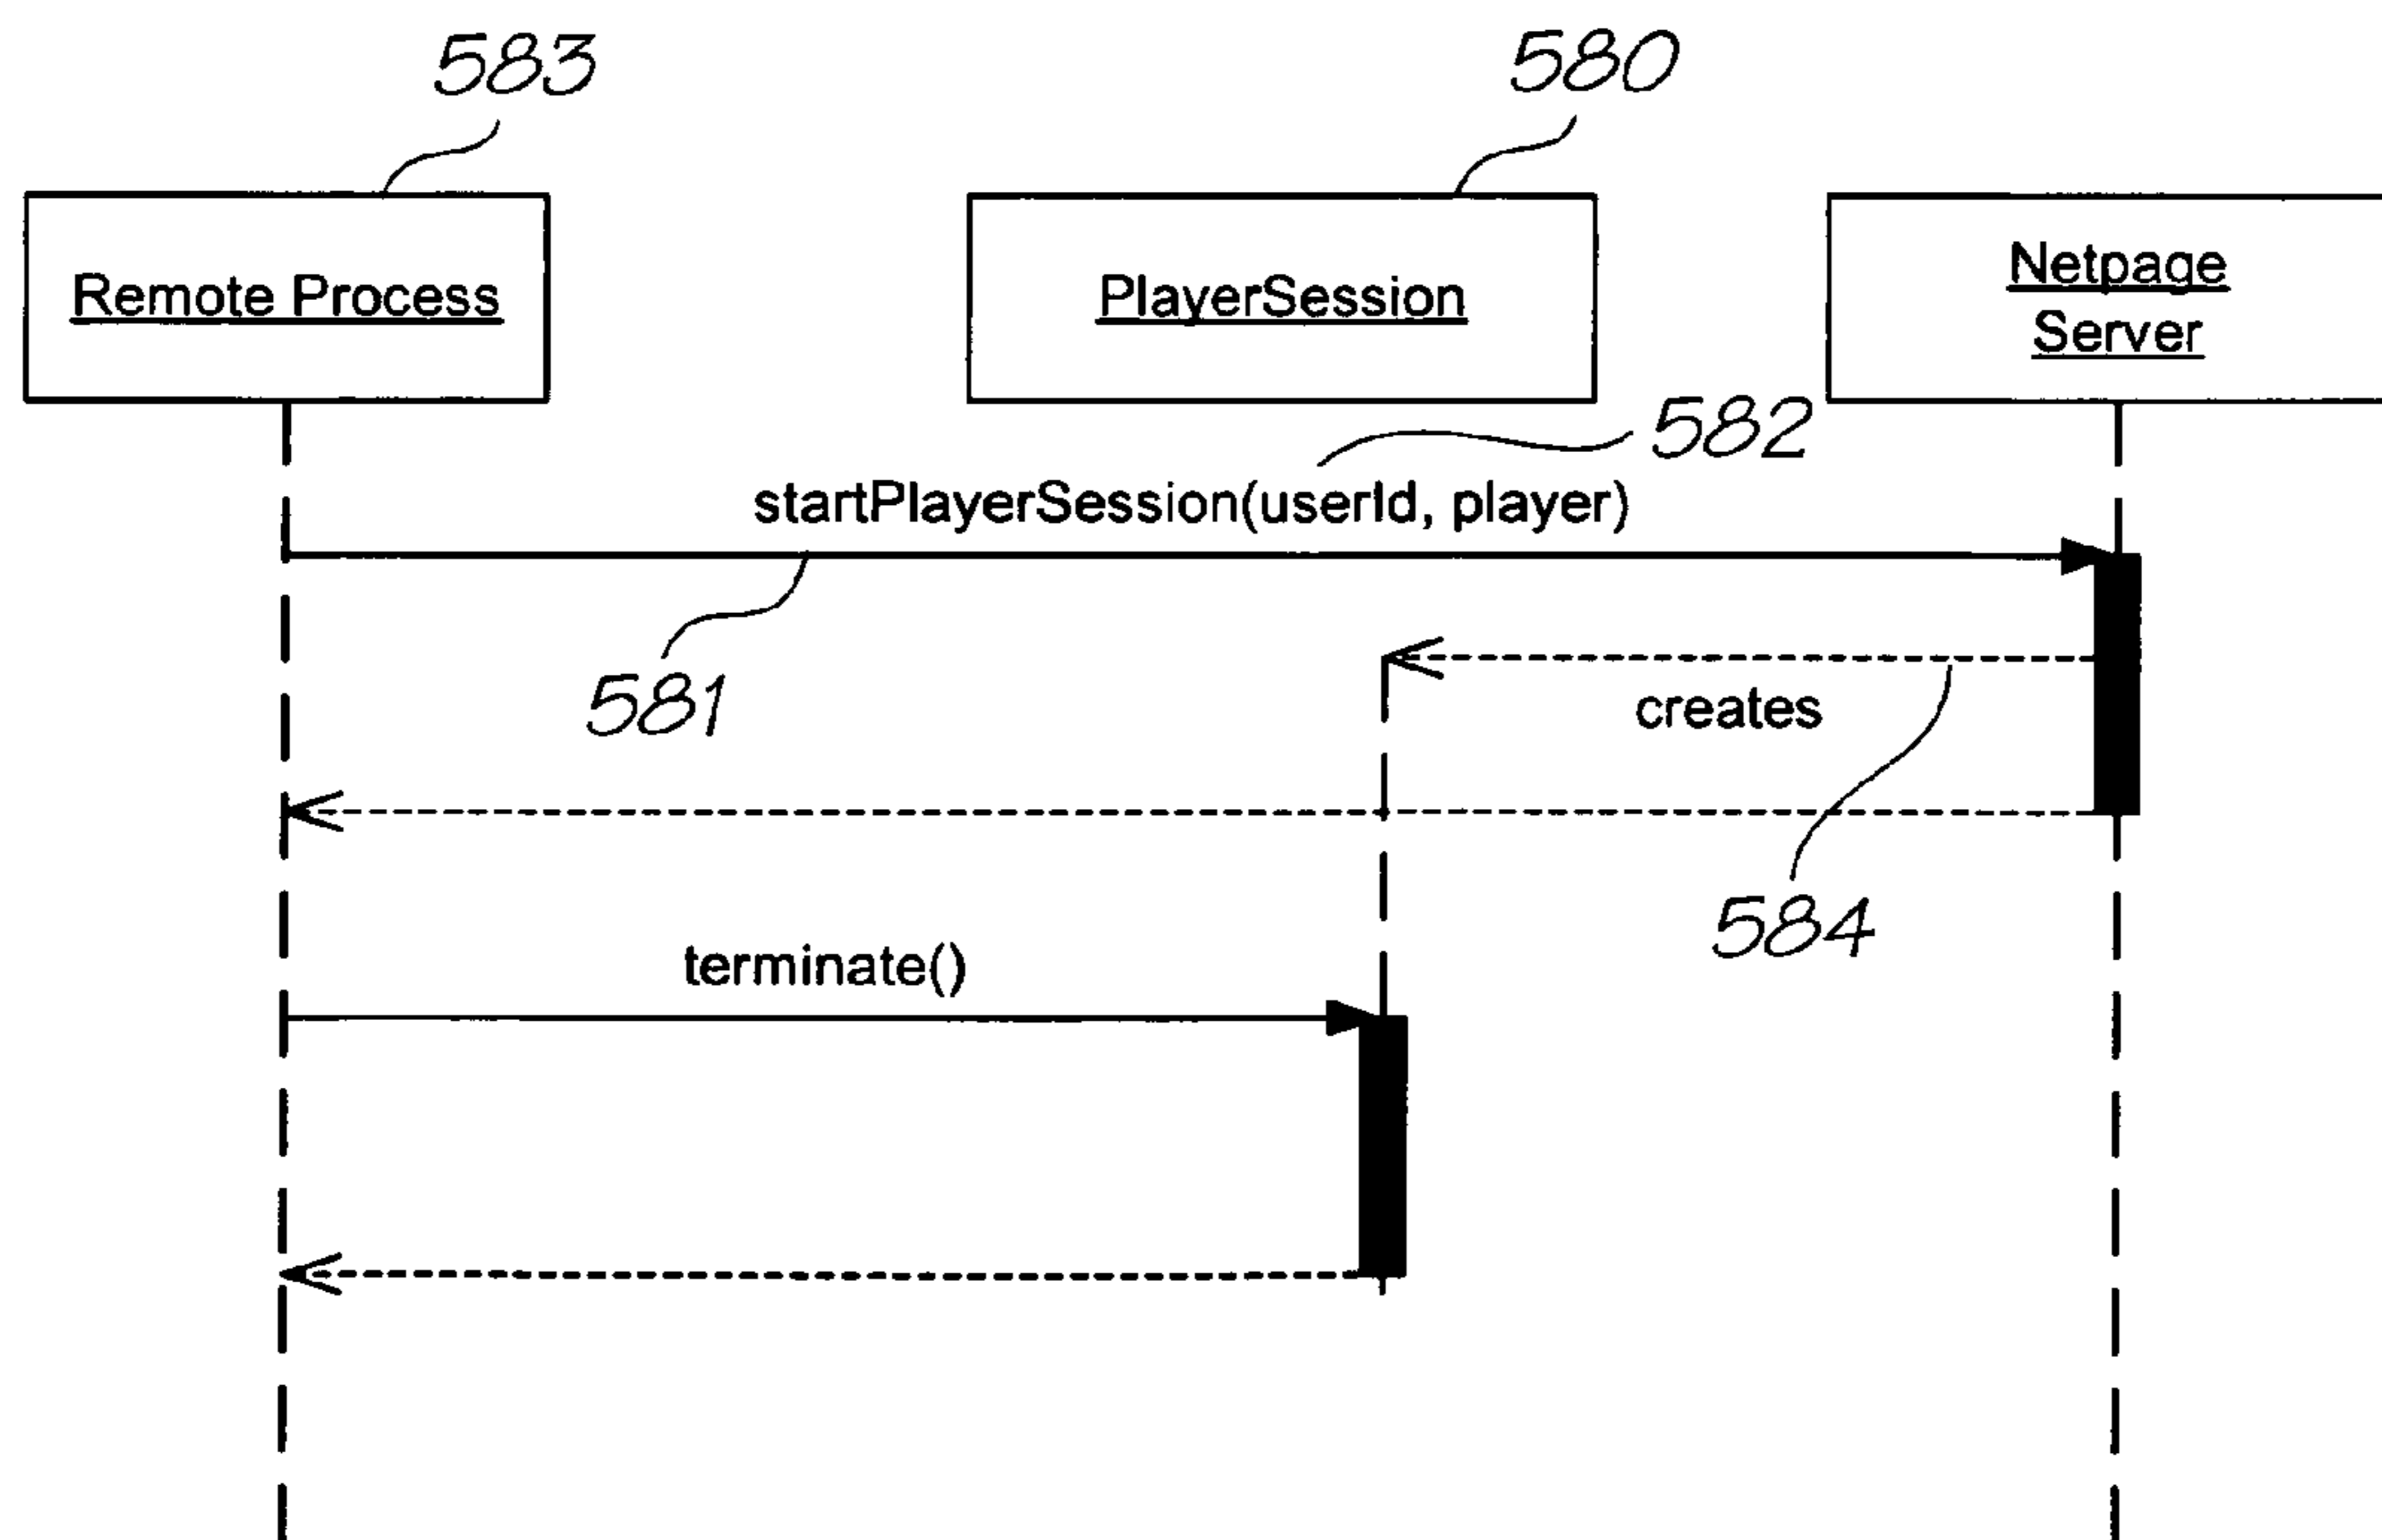 583
580
Remote Process
PlayerSession
Netpage
Server
582
startPlayerSession(userId, player)
581
creates
584
terminate()